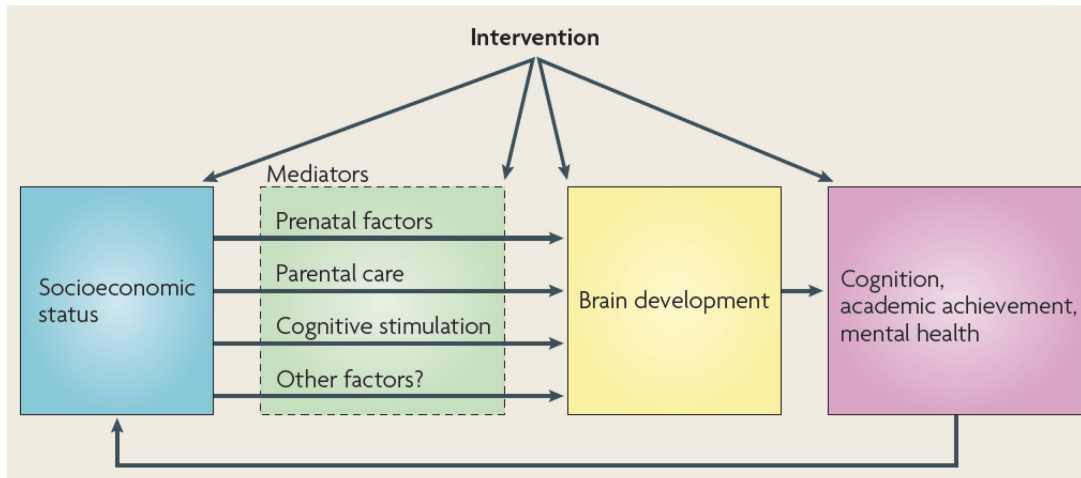 Intervention
Mediators
Prenatal factors
Parental care
Cognitive stimulation
Other factors?
Socioeconomic
status
Brain development
Cognition,
academic achievement,
mental health